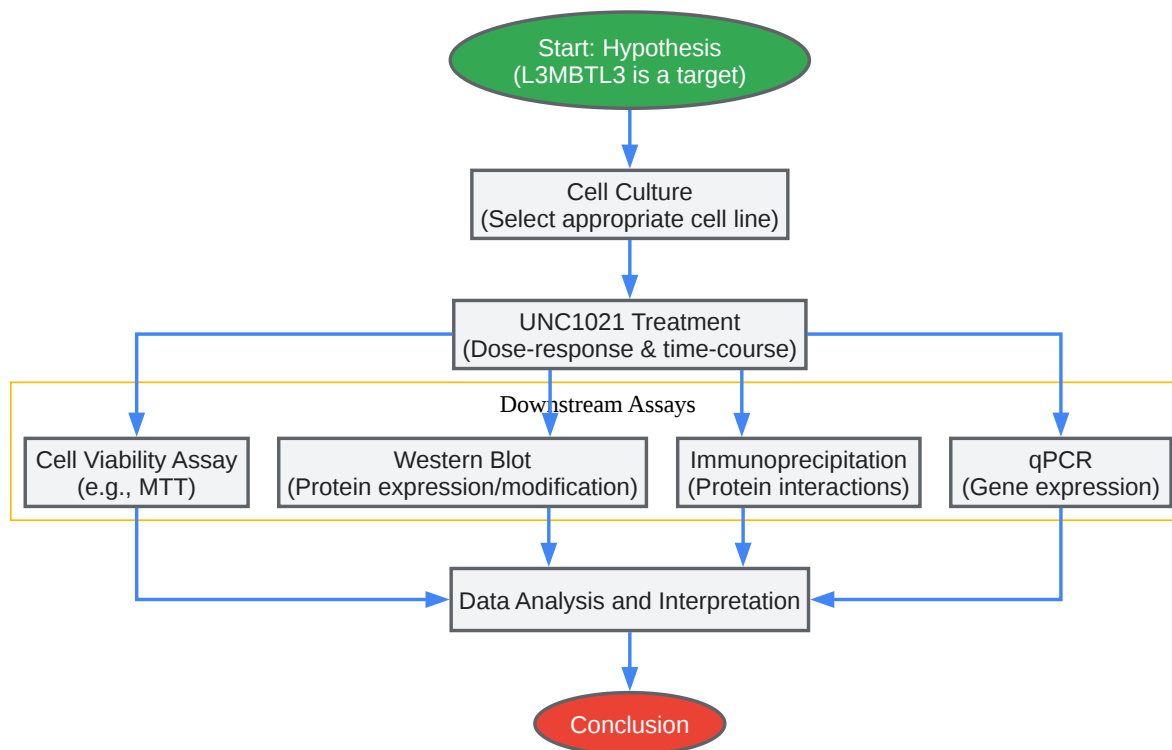 Start: Hypothesis
(L3MBTL3 is a target)
Cell Culture
(Select appropriate cell line)
UNC1021 Treatment
(Dose-response & time-course)
Downstream Assays
Cell Viability Assay
(e.g., MTT)
Western Blot
(Protein expression/modification)
Immunoprecipitation
(Protein interactions)
qPCR
(Gene expression)
Data Analysis and Interpretation
Conclusion